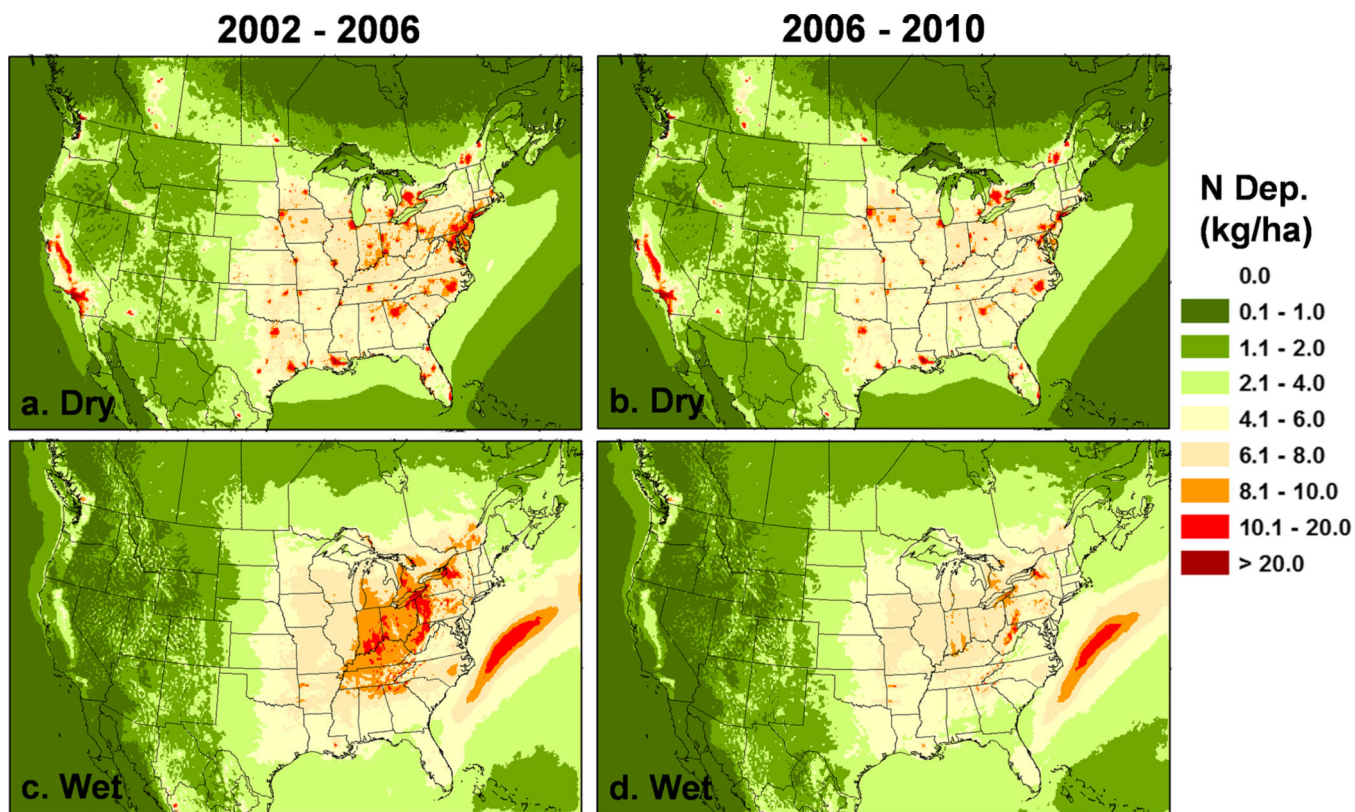 2002 - 2006
2006 - 2010
a. Dry
b. Dry
c. Wet
d. Wet
N Dep.
(kg/ha)
0.0
0.1 - 1.0
1.1 - 2.0
2.1 - 4.0
4.1 - 6.0
6.1 - 8.0
8.1 - 10.0
10.1 - 20.0
> 20.0